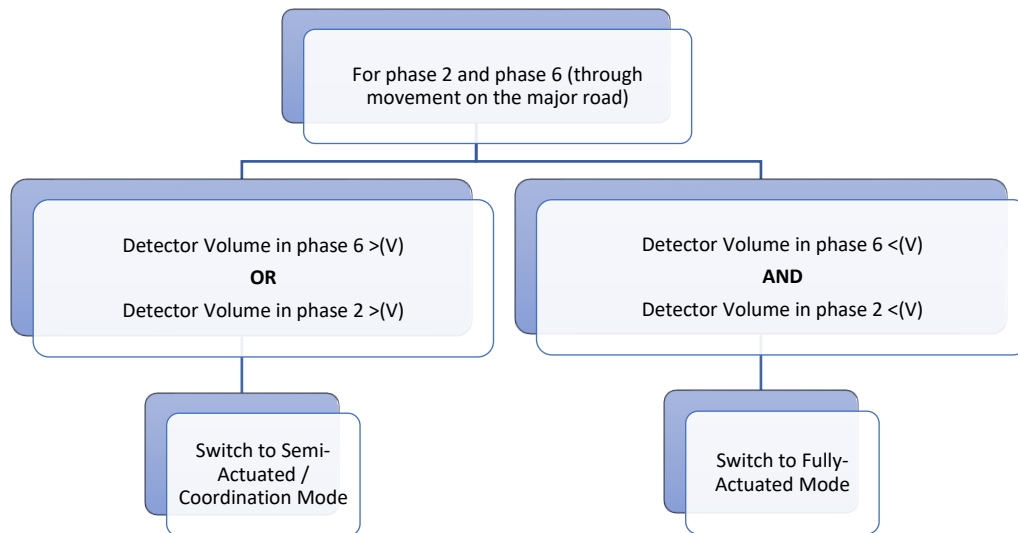 For phase 2 and phase 6 (through
movement on the major road)
Detector Volume in phase 6 >(V)
OR
Detector Volume in phase 2 >(V)
Detector Volume in phase 6 <(V)
AND
Detector Volume in phase 2 <(V)
Switch to Semi-
Actuated /
Coordination Mode
Switch to Fully-
Actuated Mode